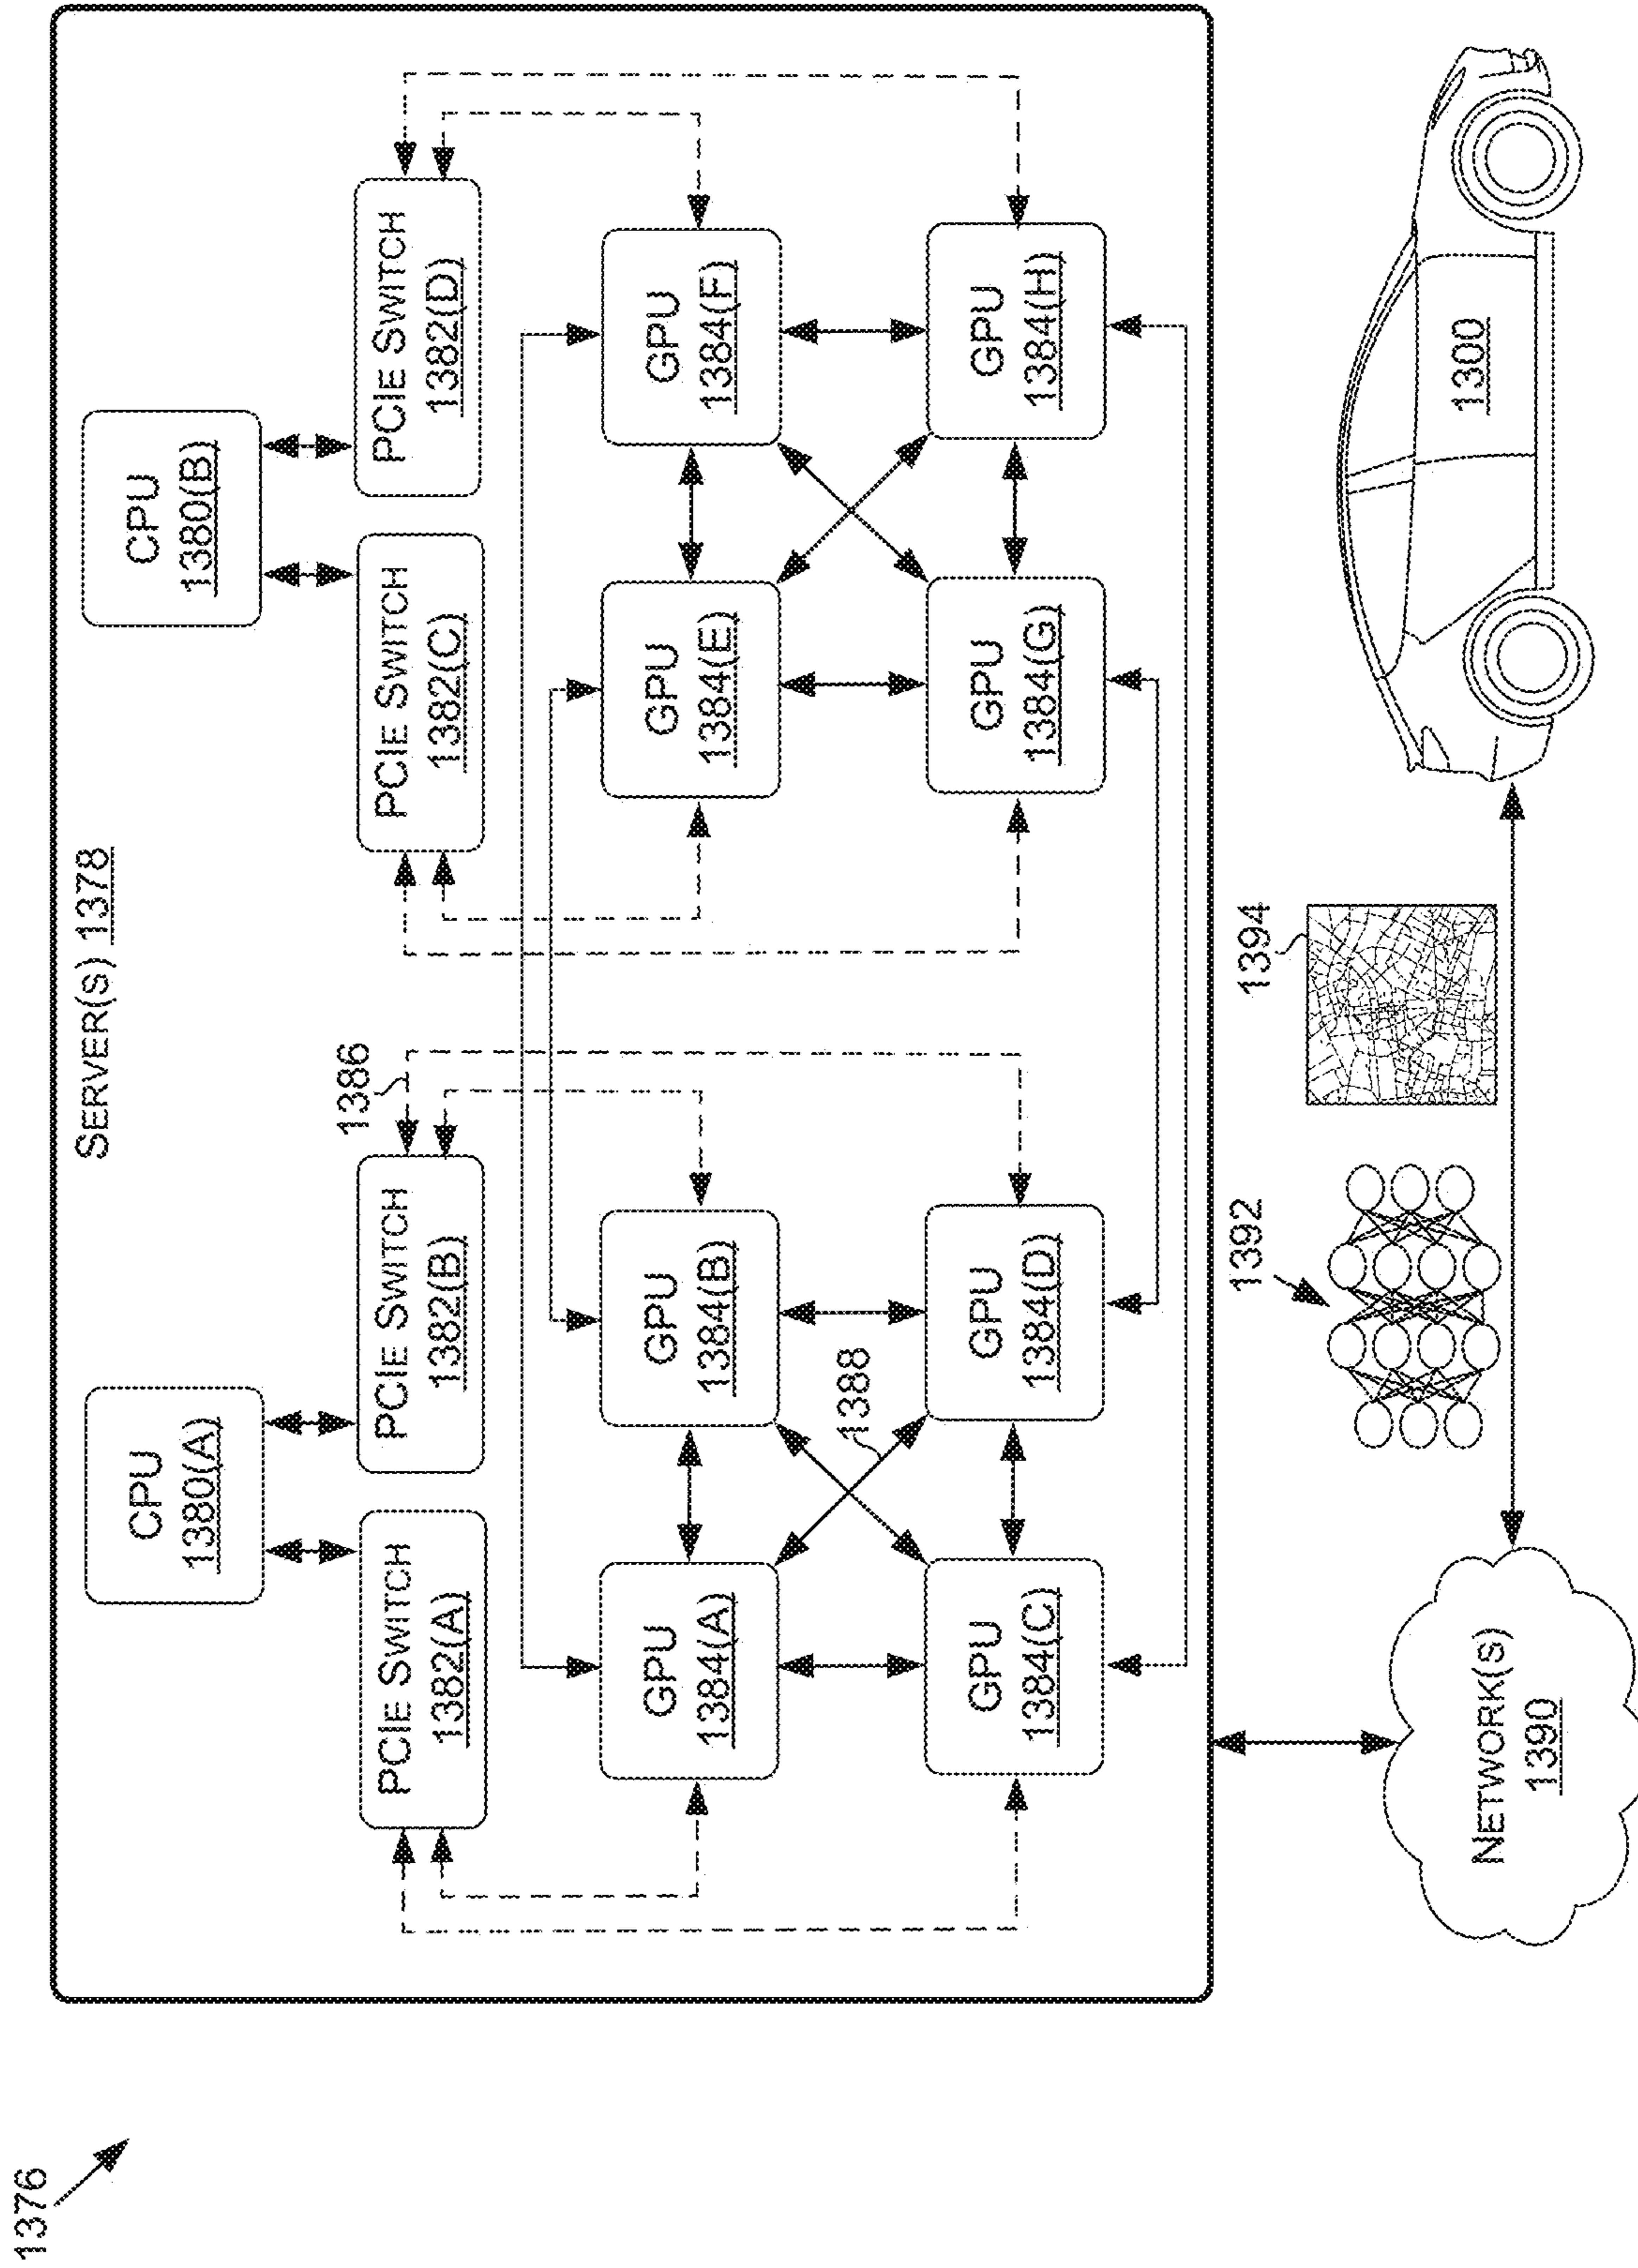 1376
SERVER(S) 1378
CPU
1380(A)
CPU
1380(B)
PCIE SWITCH
1382(A)
PCIE SWITCH
1382(B)
1386
PCIE SWITCH
1382(C)
PCIE SWITCH
1382(D)
GPU
1384(A)
GPU
1384(B)
GPU
1384(E)
GPU
1384(F)
1388
GPU
1384(C)
GPU
1384(D)
GPU
1384(G)
GPU
1384(H)
NETWORK(S)
1390
1392
1394
1300